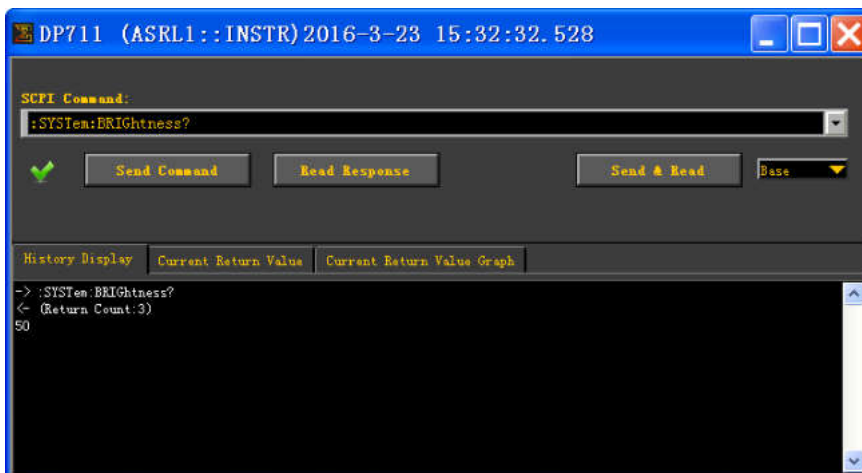 DP711 (ASRL1::INSTR)2016-3-23 15:32:32.528
SCPI Command:
:SYSTem:BRIGhtness?
Send Command Read Response Send & Read Base
History Display Current Return Value Current Return Value Graph
-> :SYSTem:BRIGhtness?
<- (Return Count:3)
50